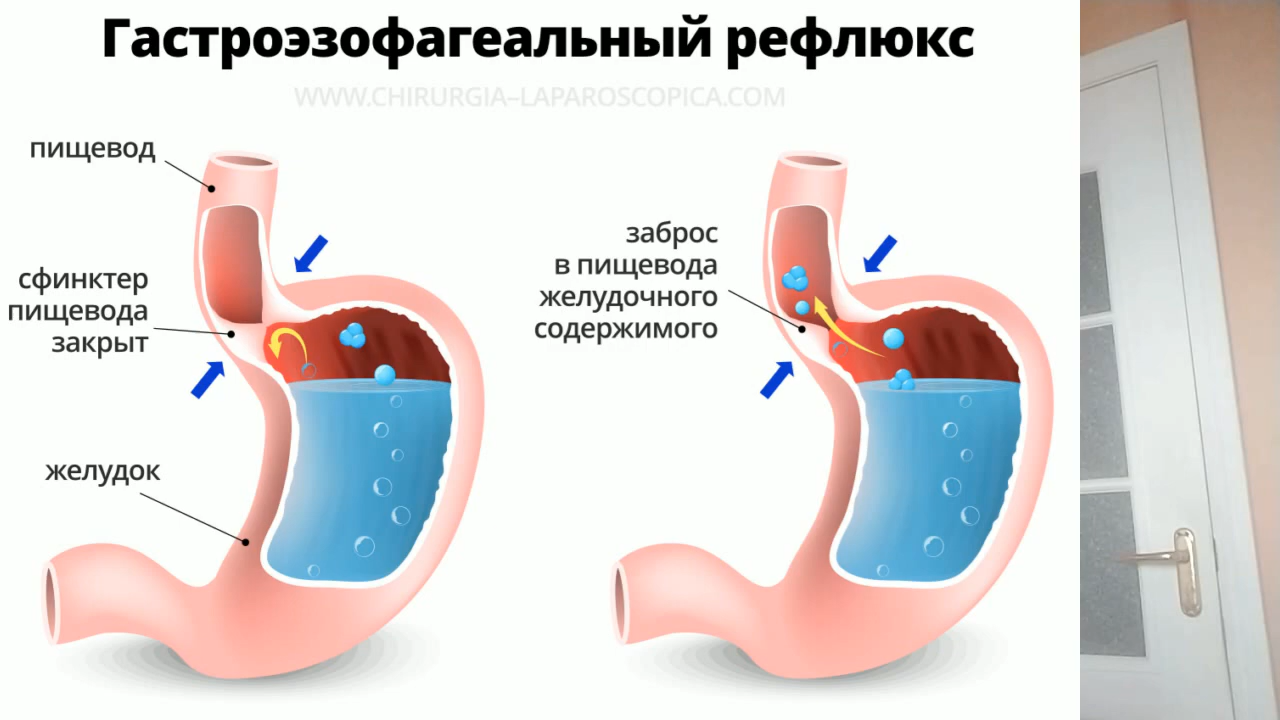 Гастроэзофагеальный рефлюкс
WWW.CHIRURGIA-LAPAROSCOPICA.COM
пищевод
сфинктер
пищевода
закрыт
желудок
заброс
в пищевода
желудочного
содержимого